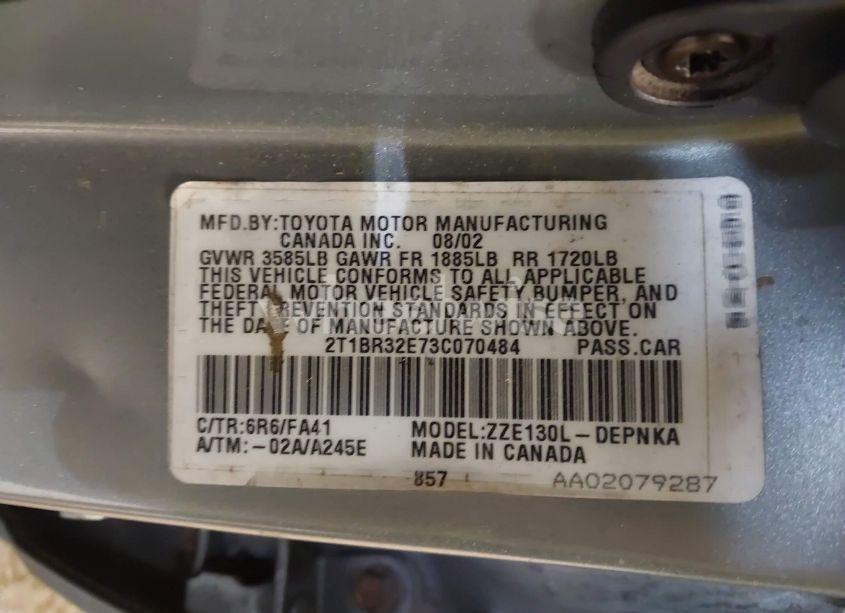 MFD.BY:TOYOTA MOTOR MANUFACTURING
CANADA INC. 08/02
GVWR 3585LB GAWR FR 1885LB RR 1720LB
THIS VEHICLE CONFORMS TO ALL APPLICABLE
FEDERAL MOTOR VEHICLE SAFETY, BUMPER, AND
THEFT PREVENTION STANDARDS IN EFFECT ON
THE DATE OF MANUFACTURE SHOWN ABOVE.
2T1BR32E73C070484 PASS.CAR
C/TR:6R6/FA41 MODEL:ZZE130L-DEPNKA
A/TM:-02A/A245E MADE IN CANADA
857 AA02079287